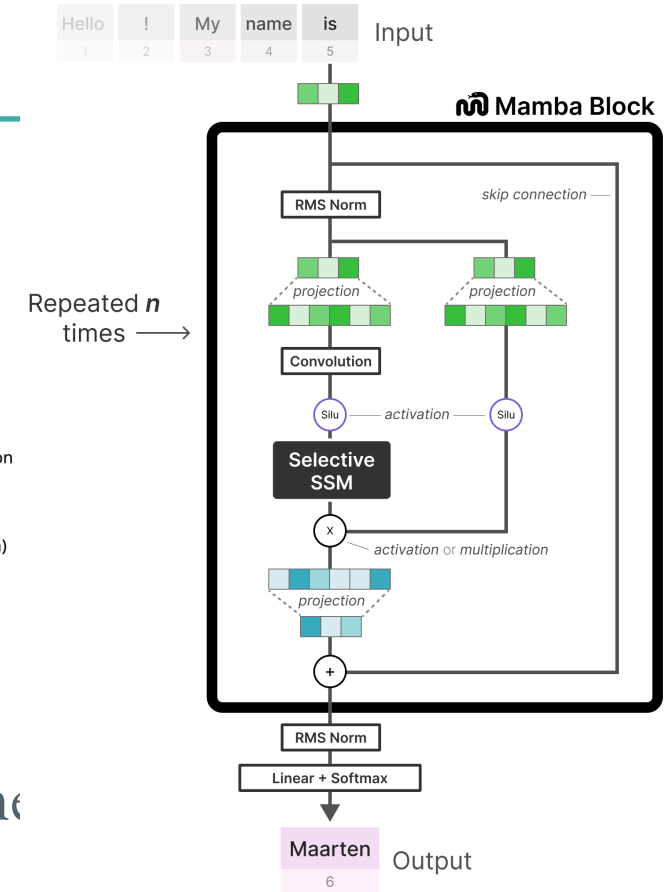 Hello ! My name is
1 2 3 4 5
Input
Mamba Block
skip connection
RMS Norm
projection projection
Repeated n
times
Convolution
Silu activation Silu
on
Selective
SSM
x
)
activation or multiplication
projection
+
RMS Norm
Linear + Softmax
Maarten
6
Output